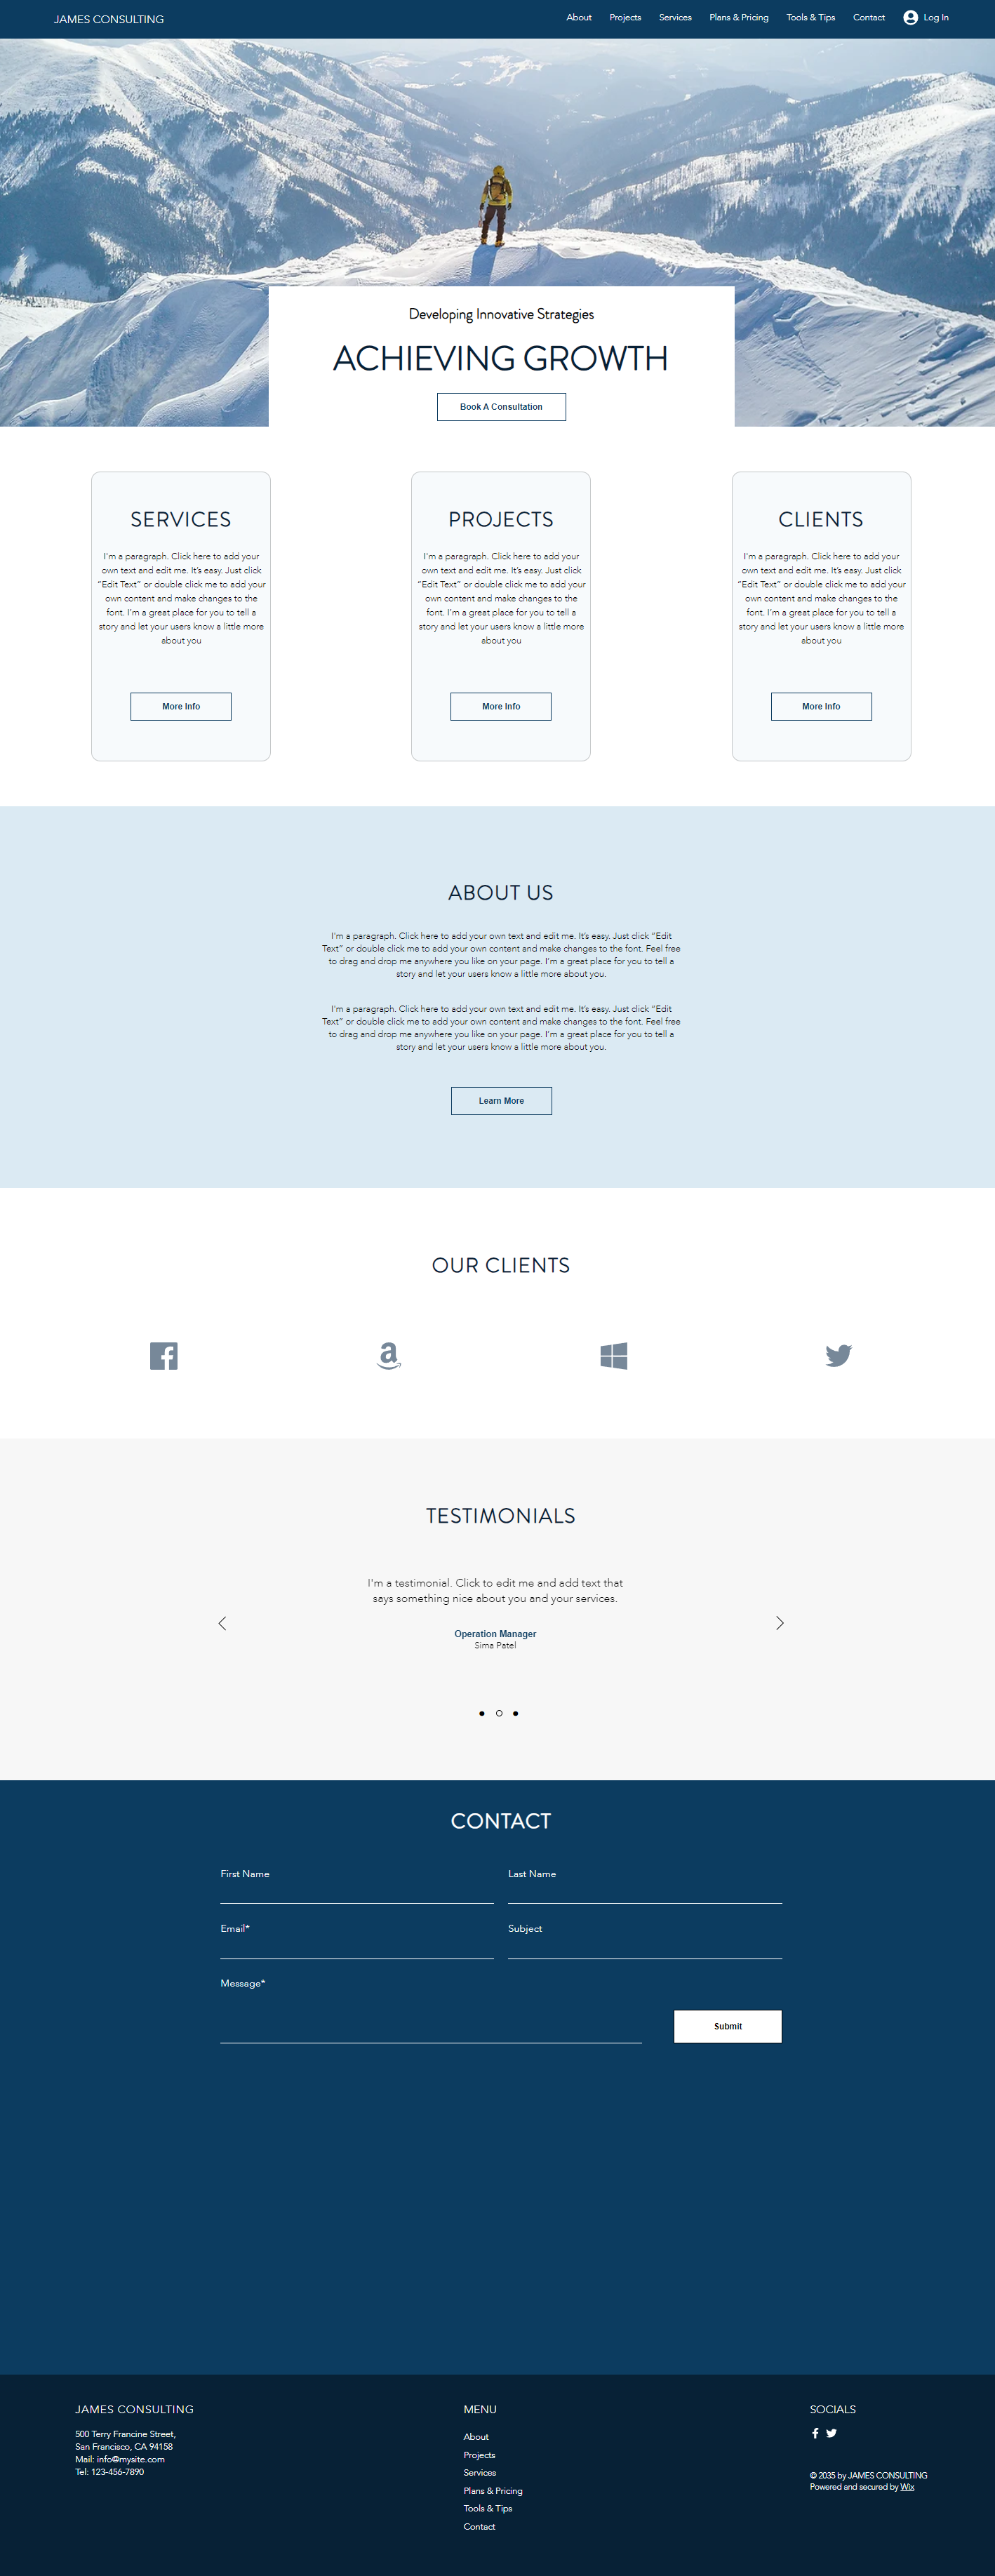 JAMES CONSULTING
About Projects Services Plans & Pricing Tools & Tips Contact Log In
Developing Innovative Strategies
ACHIEVING GROWTH
Book A Consultation
SERVICES
I'm a paragraph. Click here to add your
own text and edit me. It's easy. Just click
“Edit Text” or double click me to add your
own content and make changes to the
font. I'm a great place for you to tell a
story and let your users know a little more
about you
More Info
PROJECTS
I'm a paragraph. Click here to add your
own text and edit me. It's easy. Just click
“Edit Text” or double click me to add your
own content and make changes to the
font. I'm a great place for you to tell a
story and let your users know a little more
about you
More Info
CLIENTS
I'm a paragraph. Click here to add your
own text and edit me. It's easy. Just click
“Edit Text” or double click me to add your
own content and make changes to the
font. I'm a great place for you to tell a
story and let your users know a little more
about you
More Info
ABOUT US
I'm a paragraph. Click here to add your own text and edit me. It's easy. Just click “Edit
Text” or double click me to add your own content and make changes to the font. Feel free
to drag and drop me anywhere you like on your page. I'm a great place for you to tell a
story and let your users know a little more about you.
I'm a paragraph. Click here to add your own text and edit me. It's easy. Just click “Edit
Text” or double click me to add your own content and make changes to the font. Feel free
to drag and drop me anywhere you like on your page. I'm a great place for you to tell a
story and let your users know a little more about you.
Learn More
OUR CLIENTS
TESTIMONIALS
I'm a testimonial. Click to edit me and add text that
says something nice about you and your services.
Operation Manager
Sima Patel
CONTACT
First Name
Last Name
Email*
Subject
Message*
Submit
JAMES CONSULTING
500 Terry Francine Street,
San Francisco, CA 94158
Mail: info@mysite.com
Tel: 123-456-7890
MENU
About
Projects
Services
Plans & Pricing
Tools & Tips
Contact
SOCIALS
© 2035 by JAMES CONSULTING
Powered and secured by Wix